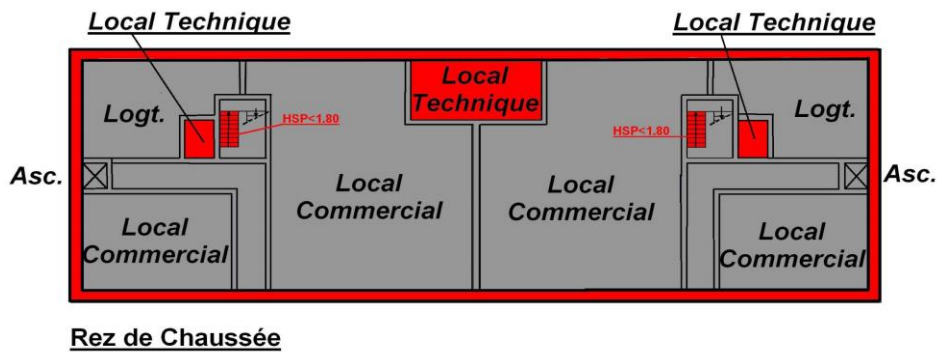 Local Technique
Local Technique
Local
Technique
Logt.
HSP<1.80
HSP<1.80
Logt.
Asc.
Asc.
Local
Commercial
Local
Commercial
Local
Commercial
Local
Commercial
Rez de Chaussée